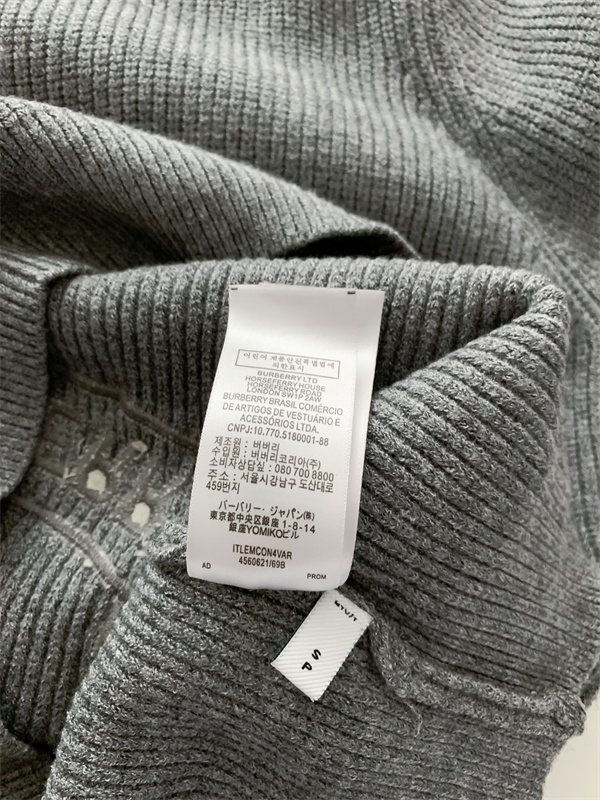 어린이 제품안전특별법에
의한표시
BURBERRY LTD
HORSEFERRY HOUSE
HORSEFERRY ROAD
LONDON SW1P 2AW
BURBERRY BRASIL COMÉRCIO
DE ARTIGOS DE VESTUÁRIO E
ACESSÓRIOS LTDA.
CNPJ:10.770.5180001-88
제조원 : 버버리
수입원 : 버버리코리아(주)
소비자상담실 : 080 700 8800
주소 : 서울시강남구 도산대로
459번지
バーバリー・ジャパン(株)
東京都中央区銀座 1-8-14
銀座YOMIKOビル
ITLEMCON4VAR
4560621/69B
AD PROM
S P